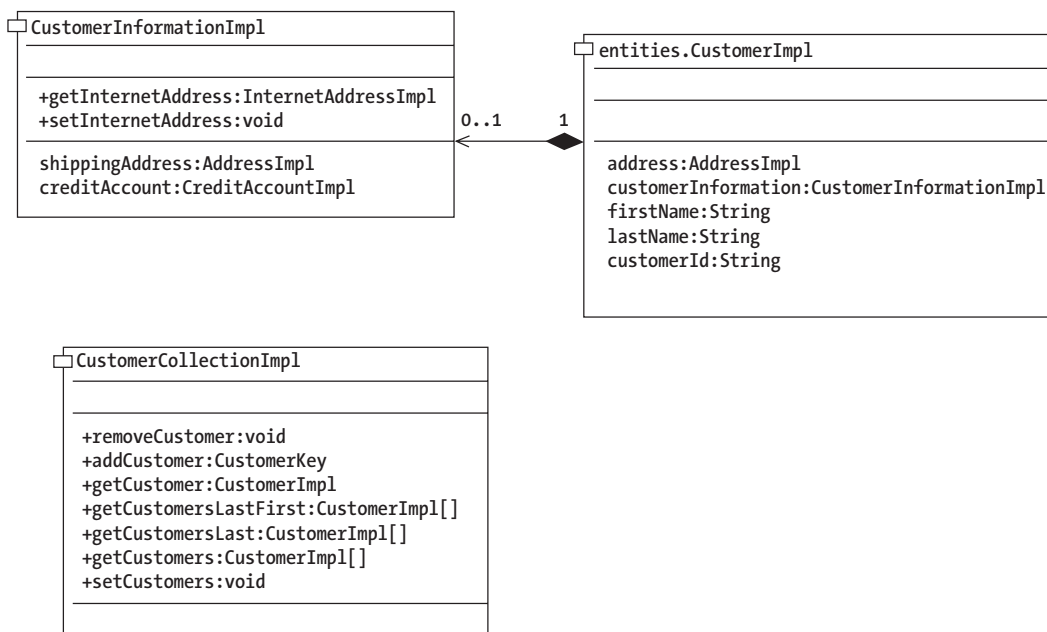 CustomerInformationImpl
+getInternetAddress:InternetAddressImpl
+setInternetAddress:void
shippingAddress:AddressImpl
creditAccount:CreditAccountImpl
0..1
1
entities.CustomerImpl
address:AddressImpl
customerInformation:CustomerInformationImpl
firstName:String
lastName:String
customerId:String
CustomerCollectionImpl
+removeCustomer:void
+addCustomer:CustomerKey
+getCustomer:CustomerImpl
+getCustomersLastFirst:CustomerImpl[]
+getCustomersLast:CustomerImpl[]
+getCustomers:CustomerImpl[]
+setCustomers:void